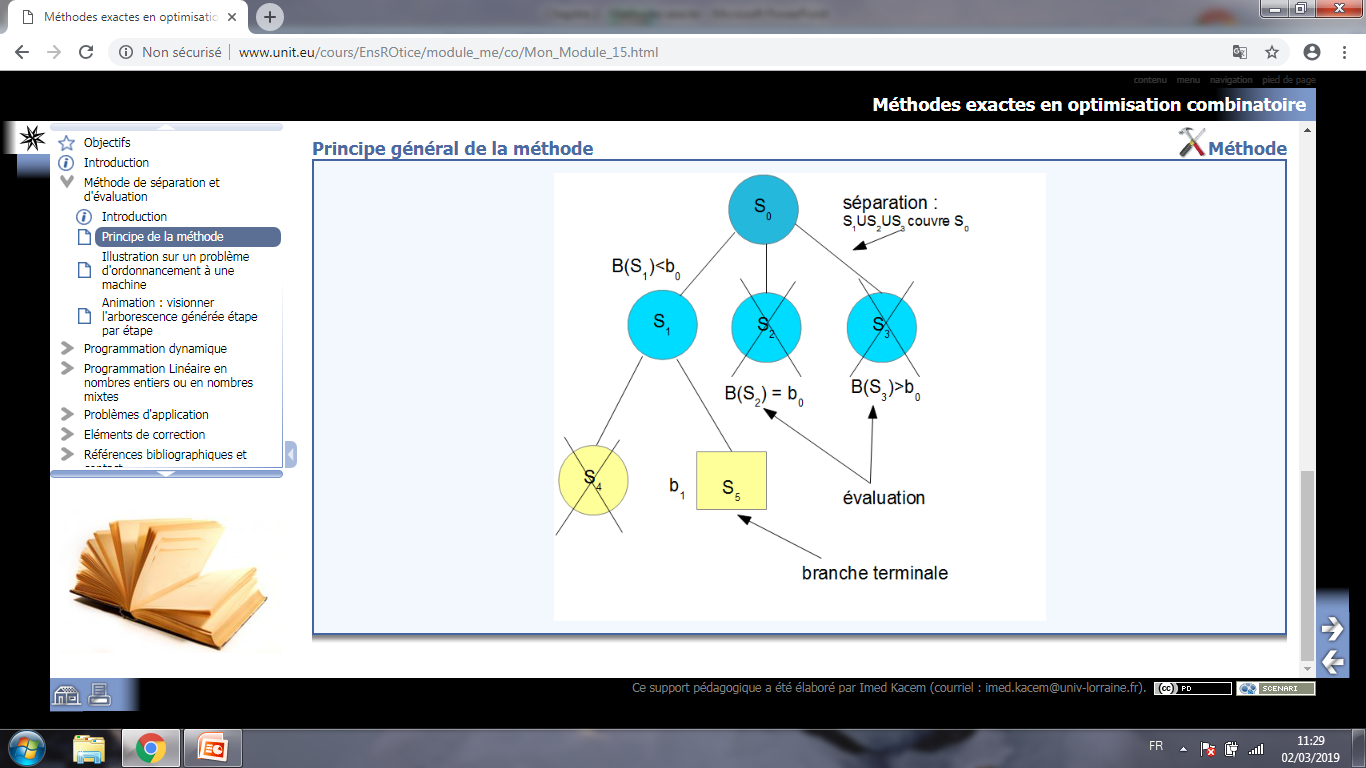 Méthodes exactes en optimisatio
Non sécurisé
www.unit.eu/cours/EnsROtice/module_me/co/Mon_Module_15.html
contenu menu navigation pied de page
Méthodes exactes en optimisation combinatoire
Objectifs
Introduction
Méthode de séparation et
d'évaluation
Introduction
Principe de la méthode
Illustration sur un problème
d'ordonnancement à une
machine
Animation : visionner
l'arborescence générée étape
par étape
Programmation dynamique
Programmation Linéaire en
nombres entiers ou en nombres
mixtes
Problèmes d'application
Eléments de correction
Références bibliographiques et
Principe général de la méthode
Méthode
S0
séparation :
S1US2US3 couvre S0
B(S1)<b0
S1
S2
S3
B(S2) = b0
B(S3)>b0
S4
b1
S5
évaluation
branche terminale
Ce support pédagogique a été élaboré par Imed Kacem (courriel : imed.kacem@univ-lorraine.fr).
cc PD
SCENARI
FR
11:29
02/03/2019